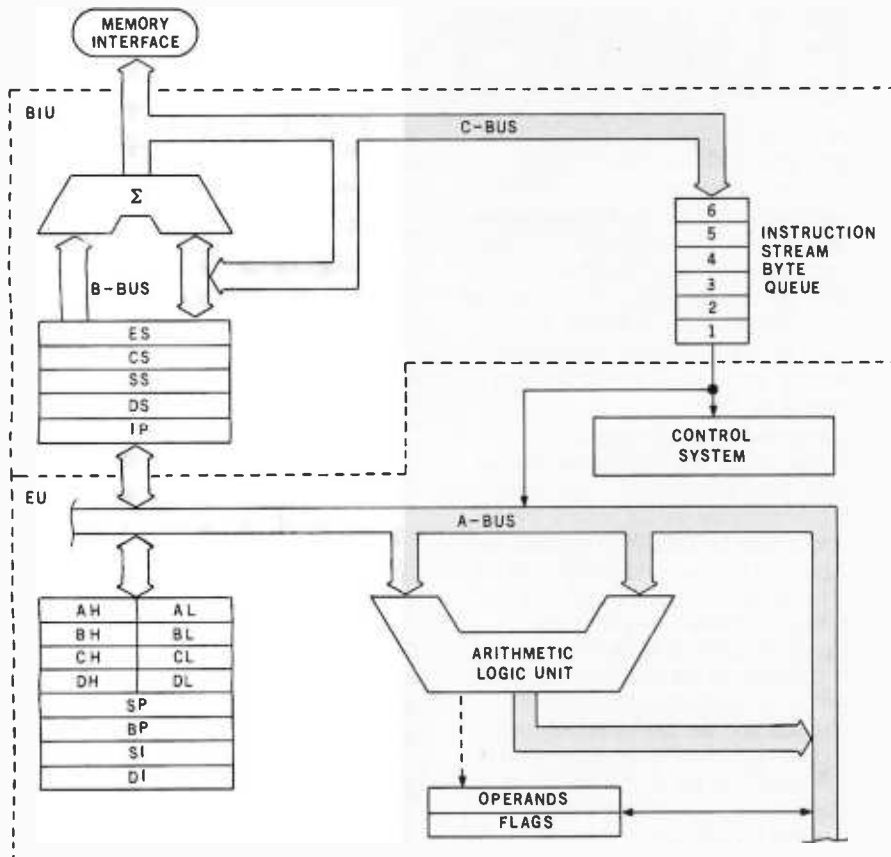 MEMORY
INTERFACE
BIU
C-BUS
Σ
6
5
4
3
2
1
INSTRUCTION
STREAM
BYTE
QUEUE
B-BUS
ES
CS
SS
DS
IP
CONTROL
SYSTEM
EU
A-BUS
AH AL
BH BL
CH CL
DH DL
SP
BP
SI
DI
ARITHMETIC
LOGIC UNIT
OPERANDS
FLAGS